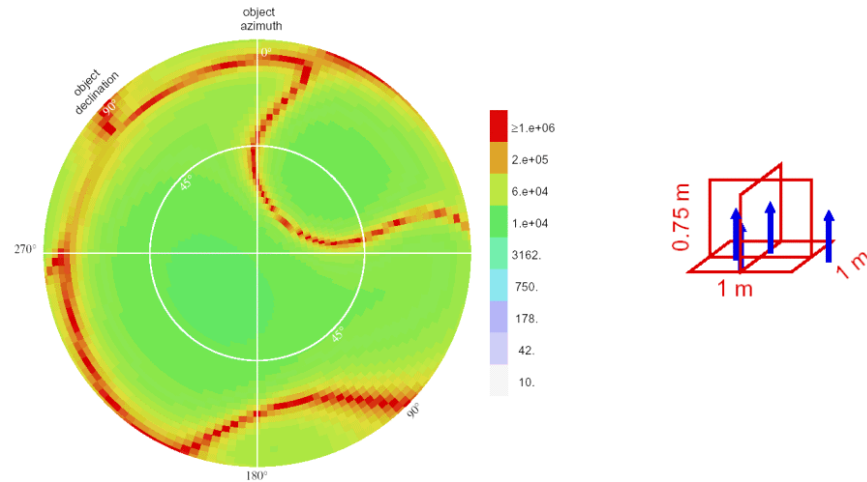 object
azimuth
0°
object
declination
90°
45°
270°
45°
90°
180°
≥1.e+06
2.e+05
6.e+04
1.e+04
3162.
750.
178.
42.
10.
0.75 m
1 m
1 m